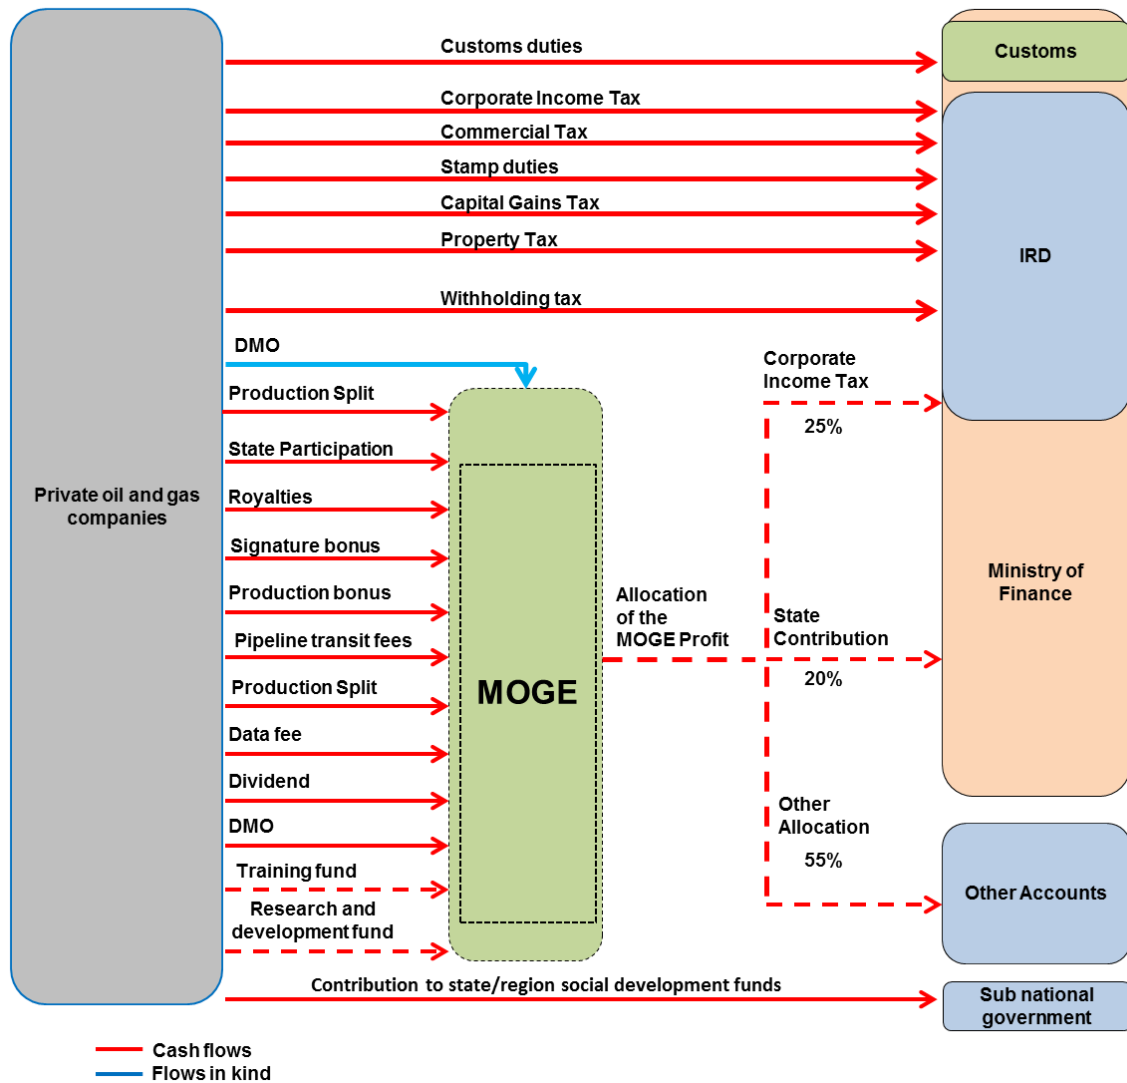 Customs duties
Customs
Corporate Income Tax
Commercial Tax
Stamp duties
Capital Gains Tax
Property Tax
IRD
Withholding tax
DMO
Corporate
Income Tax
25%
Production Split
State Participation
Private oil and gas
companies
Royalties
Signature bonus
Production bonus
Pipeline transit fees
Production Split
Data fee
Dividend
DMO
Training fund
Research and
development fund
MOGE
Allocation
of the
MOGE Profit
State
Contribution
20%
Ministry of
Finance
Other
Allocation
55%
Other Accounts
Contribution to state/region social development funds
Sub national
government
Cash flows
Flows in kind